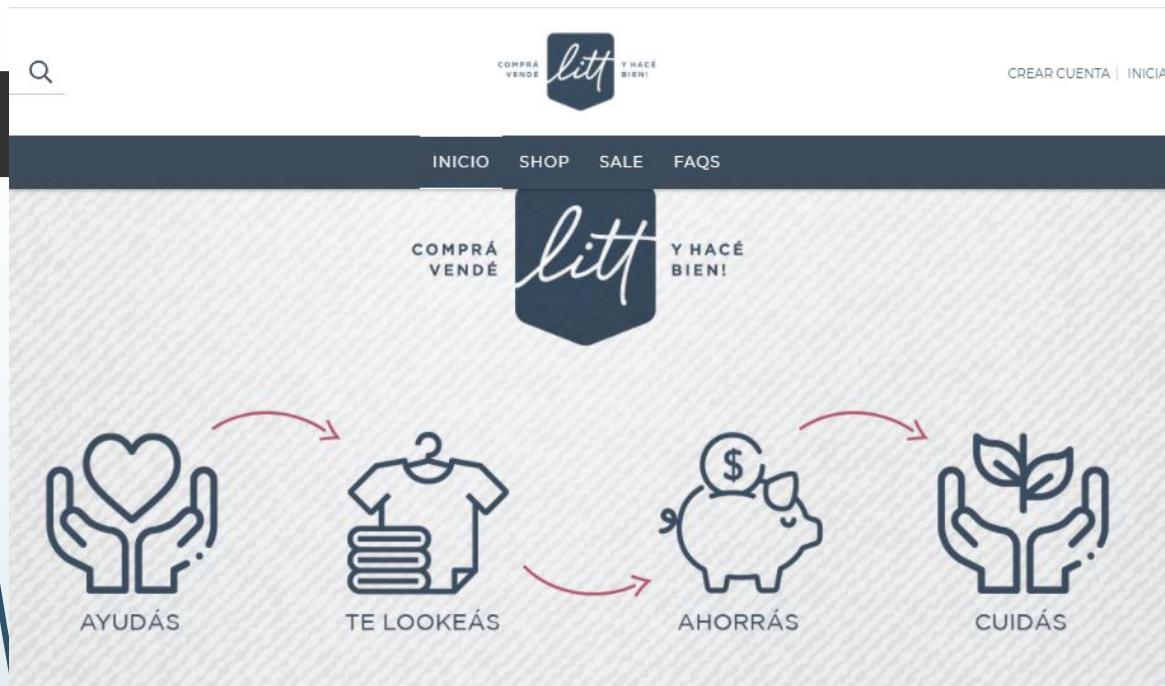 COMPRÁ
VENDÉ
litt
Y HACÉ
BIEN!
CREAR CUENTA | INICIA
INICIO SHOP SALE FAQS
COMPRÁ
VENDÉ
litt
Y HACÉ
BIEN!
$
AYUDÁS TE LOOKEÁS AHORRÁS CUIDÁS